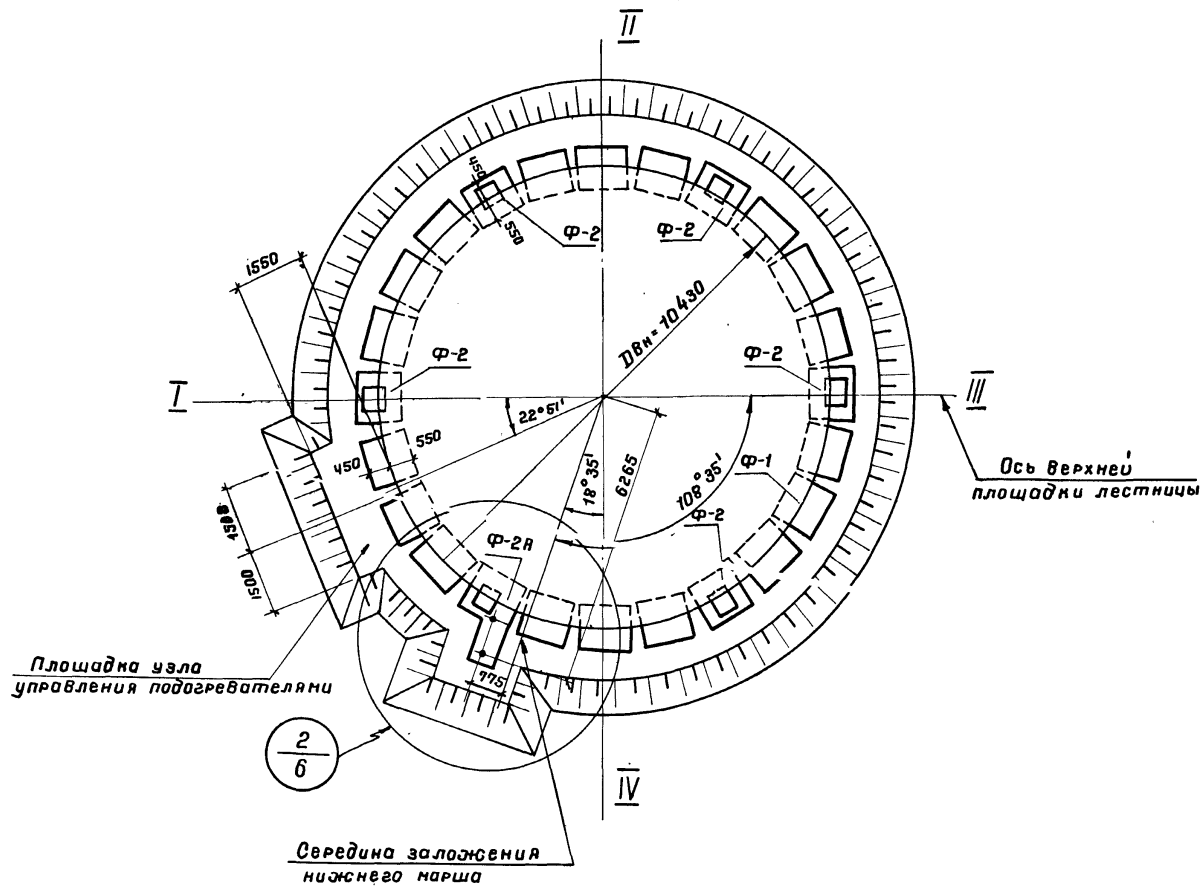 II
450
550
Ф-2
Ф-2
1550
Dвн=10430
Ф-2
Ф-2
I
III
22°51'
550
450
6265
108°35'
18°35'
Ф-1
Ось верхней
площадки лестницы
Ф-2
1500
Ф-2А
1500
Площадка узла
управления подогревателями
775
2
6
IV
Середина заложения
нижнего марша